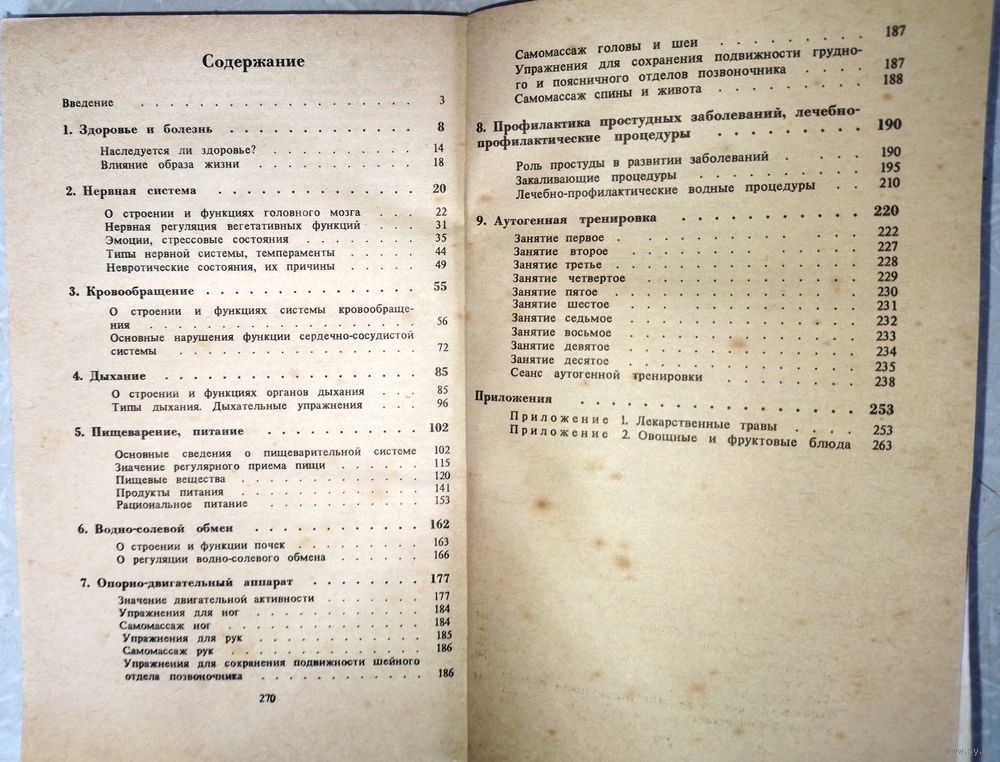 Содержание
Введение . . . . . . . . . . . . . . . 3
1. Здоровье и болезнь . . . . . . . . . . . 8
Наследуется ли здоровье? . . . . . . . . 14
Влияние образа жизни . . . . . . . . . 18
2. Нервная система . . . . . . . . . . . 20
О строении и функциях головного мозга . . . 22
Нервная регуляция вегетативных функций . . . 31
Эмоции, стрессовые состояния . . . . . . 35
Типы нервной системы, темпераменты . . . 44
Невротические состояния, их причины . . . . 49
3. Кровообращение . . . . . . . . . . . . 55
О строении и функциях системы кровообраще-
ния . . . . . . . . . . . . . . . 56
Основные нарушения функции сердечно-сосудистой
системы . . . . . . . . . . . . . 72
4. Дыхание . . . . . . . . . . . . . . 85
О строении и функциях органов дыхания . . . 85
Типы дыхания. Дыхательные упражнения . . . 96
5. Пищеварение, питание . . . . . . . . . . 102
Основные сведения о пищеварительной системе 102
Значение регулярного приема пищи . . . . . 115
Пищевые вещества . . . . . . . . . . 120
Продукты питания . . . . . . . . . . 141
Рациональное питание . . . . . . . . . 153
6. Водно-солевой обмен . . . . . . . . . . 162
О строении и функции почек . . . . . . . 163
О регуляции водно-солевого обмена . . . . . 166
7. Опорно-двигательный аппарат . . . . . . . 177
Значение двигательной активности . . . . . . 177
Упражнения для ног . . . . . . . . . . 184
Самомассаж ног . . . . . . . . . . . 184
Упражнения для рук . . . . . . . . . . 185
Самомассаж рук . . . . . . . . . . . 186
Упражнения для сохранения подвижности шейного
отдела позвоночника . . . . . . . . . . 186
270
Самомассаж головы и шеи . . . . . . . . 187
Упражнения для сохранения подвижности грудно-
го и поясничного отделов позвоночника . . . . 187
Самомассаж спины и живота . . . . . . . . 188
8. Профилактика простудных заболеваний, лечебно-
профилактические процедуры . . . . . . . . 190
Роль простуды в развитии заболеваний . . . . 190
Закаливающие процедуры . . . . . . . . 195
Лечебно-профилактические водные процедуры . . 210
9. Аутогенная тренировка . . . . . . . . . . 220
Занятие первое . . . . . . . . . . . . 222
Занятие второе . . . . . . . . . . . . 227
Занятие третье . . . . . . . . . . . . 228
Занятие четвертое . . . . . . . . . . . 229
Занятие пятое . . . . . . . . . . . . 230
Занятие шестое . . . . . . . . . . . . 231
Занятие седьмое . . . . . . . . . . . . 232
Занятие восьмое . . . . . . . . . . . . 233
Занятие девятое . . . . . . . . . . . . 234
Занятие десятое . . . . . . . . . . . . 235
Сеанс аутогенной тренировки . . . . . . . 238
Приложения . . . . . . . . . . . . . . 253
Приложение 1. Лекарственные травы . . . . 253
Приложение 2. Овощные и фруктовые блюда 263